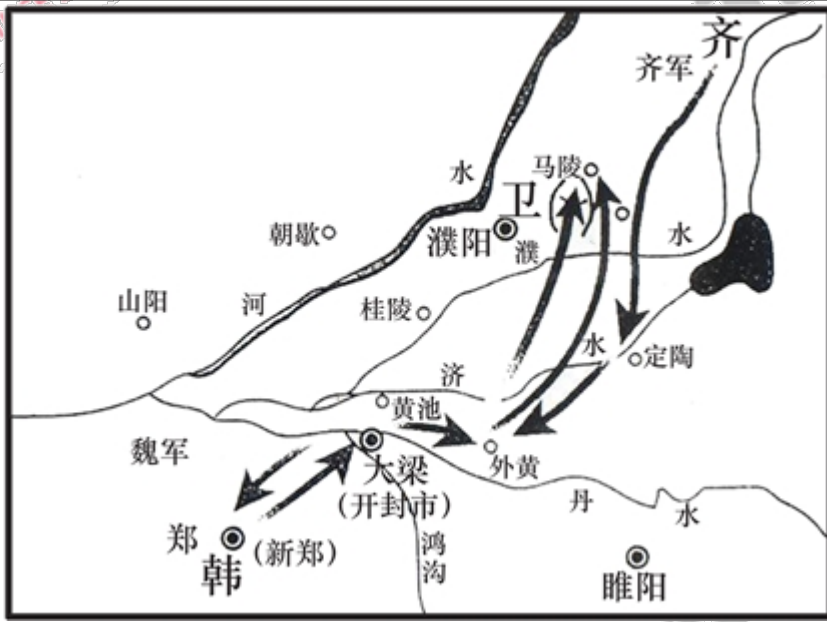 齐
齐军
马陵
水
卫
朝歌
濮阳
濮
水
山阳
河
桂陵
水
定陶
济
黄池
魏军
大梁
(开封市)
外黄
丹
水
郑
(新郑)
韩
鸿沟
睢阳